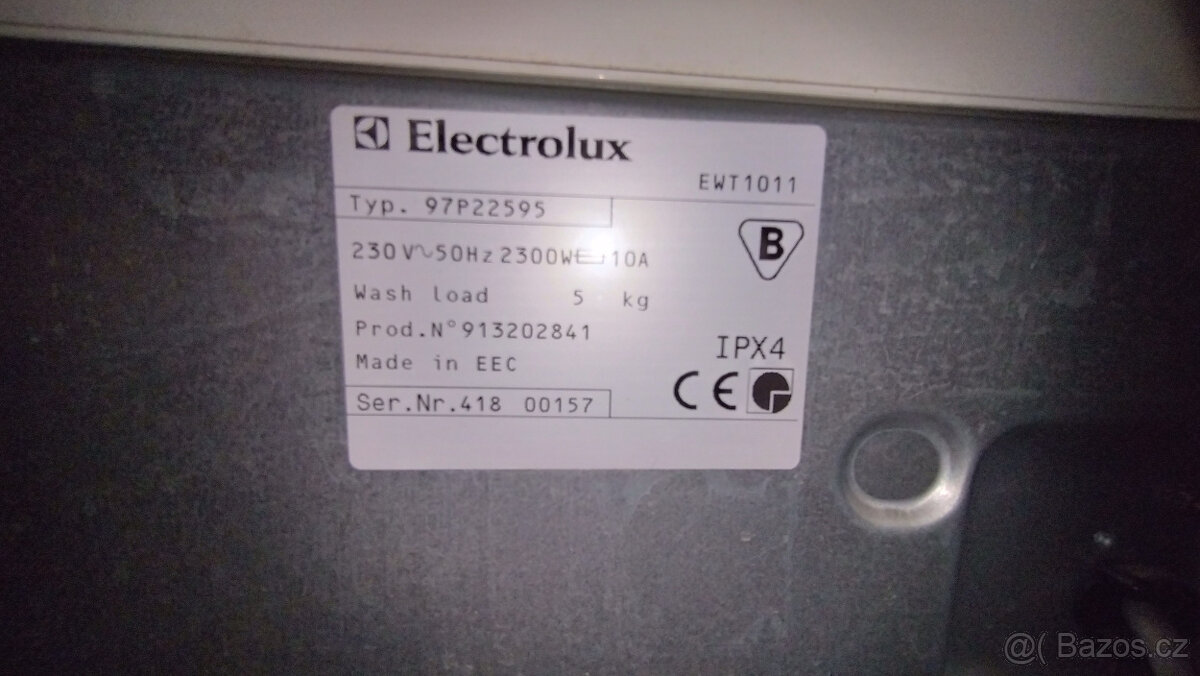 Electrolux
EWT1011
Typ. 97P22595
230V~50Hz 2300W 10A
B
Wash load 5 kg
Prod.N°913202841
IPX4
Made in EEC
CE
Ser.Nr.418 00157
@( Bazos.cz